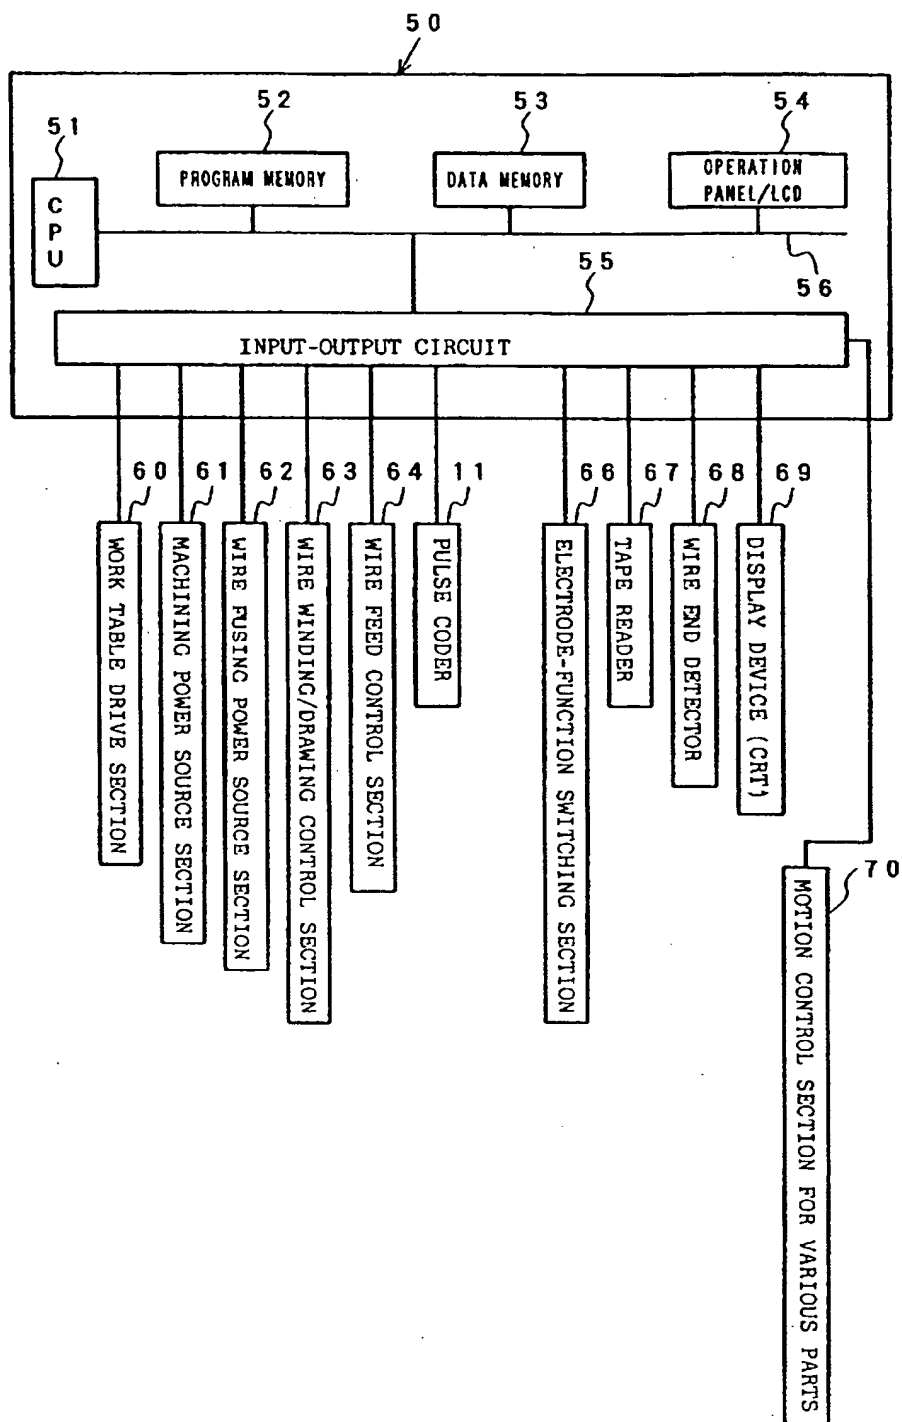 50
51
52
53
54
CPU
PROGRAM MEMORY
DATA MEMORY
OPERATION
PANEL/LCD
55
56
INPUT-OUTPUT CIRCUIT
60
61
62
63
64
11
66
67
68
69
WORK TABLE DRIVE SECTION
MACHINING POWER SOURCE SECTION
WIRE FUSING POWER SOURCE SECTION
WIRE WINDING/DRAWING CONTROL SECTION
WIRE FEED CONTROL SECTION
PULSE CODER
ELECTRODE-FUNCTION SWITCHING SECTION
TAPE READER
WIRE END DETECTOR
DISPLAY DEVICE (CRT)
70
MOTION CONTROL SECTION FOR VARIOUS PARTS